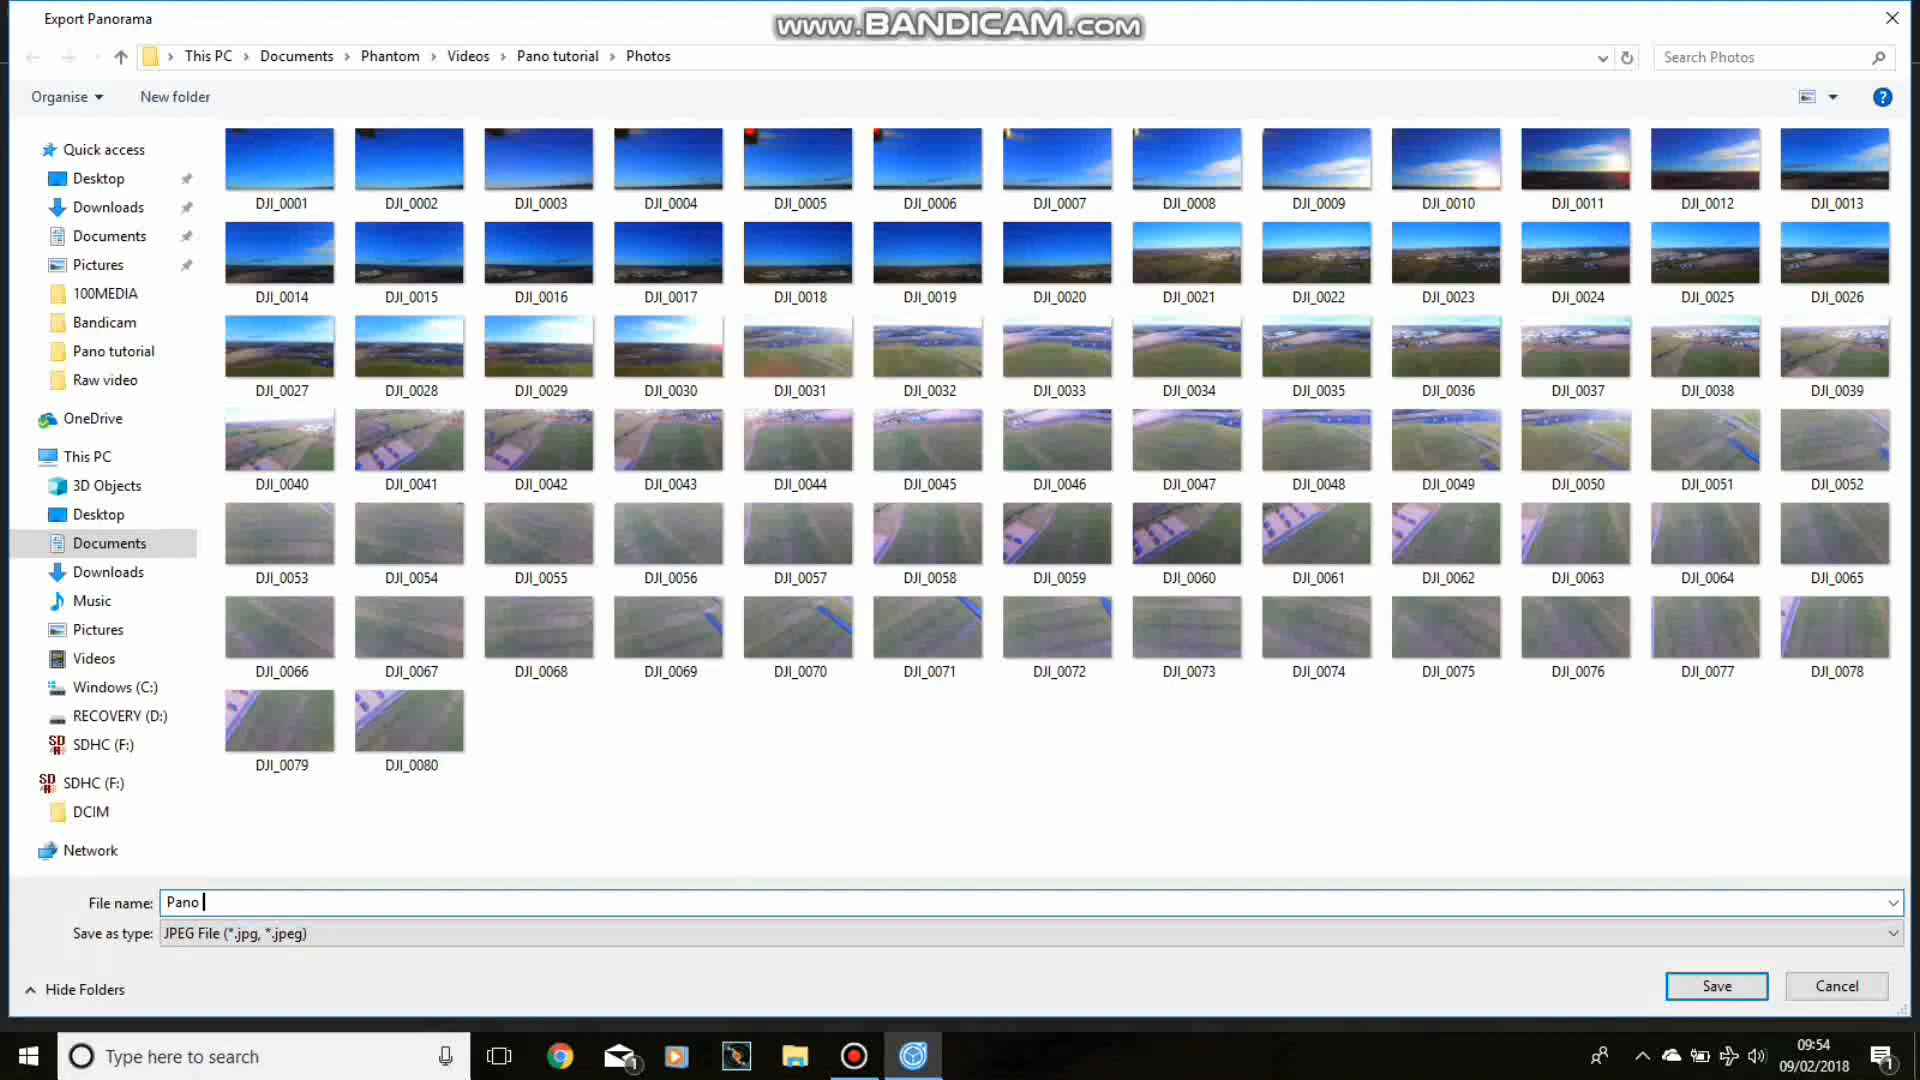 Export Panorama
www.BANDICAM.com
This PC > Documents > Phantom > Videos > Pano tutorial > Photos
Search Photos
Organise
New folder
Quick access
Desktop
Downloads
Documents
Pictures
100MEDIA
Bandicam
Pano tutorial
Raw video
OneDrive
This PC
3D Objects
Desktop
Documents
Downloads
Music
Pictures
Videos
Windows (C:)
RECOVERY (D:)
SDHC (F:)
SDHC (F:)
DCIM
Network
DJI_0001 DJI_0002 DJI_0003 DJI_0004 DJI_0005 DJI_0006 DJI_0007 DJI_0008 DJI_0009 DJI_0010 DJI_0011 DJI_0012 DJI_0013
DJI_0014 DJI_0015 DJI_0016 DJI_0017 DJI_0018 DJI_0019 DJI_0020 DJI_0021 DJI_0022 DJI_0023 DJI_0024 DJI_0025 DJI_0026
DJI_0027 DJI_0028 DJI_0029 DJI_0030 DJI_0031 DJI_0032 DJI_0033 DJI_0034 DJI_0035 DJI_0036 DJI_0037 DJI_0038 DJI_0039
DJI_0040 DJI_0041 DJI_0042 DJI_0043 DJI_0044 DJI_0045 DJI_0046 DJI_0047 DJI_0048 DJI_0049 DJI_0050 DJI_0051 DJI_0052
DJI_0053 DJI_0054 DJI_0055 DJI_0056 DJI_0057 DJI_0058 DJI_0059 DJI_0060 DJI_0061 DJI_0062 DJI_0063 DJI_0064 DJI_0065
DJI_0066 DJI_0067 DJI_0068 DJI_0069 DJI_0070 DJI_0071 DJI_0072 DJI_0073 DJI_0074 DJI_0075 DJI_0076 DJI_0077 DJI_0078
DJI_0079 DJI_0080
File name: Pano
Save as type: JPEG File (*.jpg, *.jpeg)
Hide Folders
Save
Cancel
Type here to search
1
09:54
09/02/2018
1